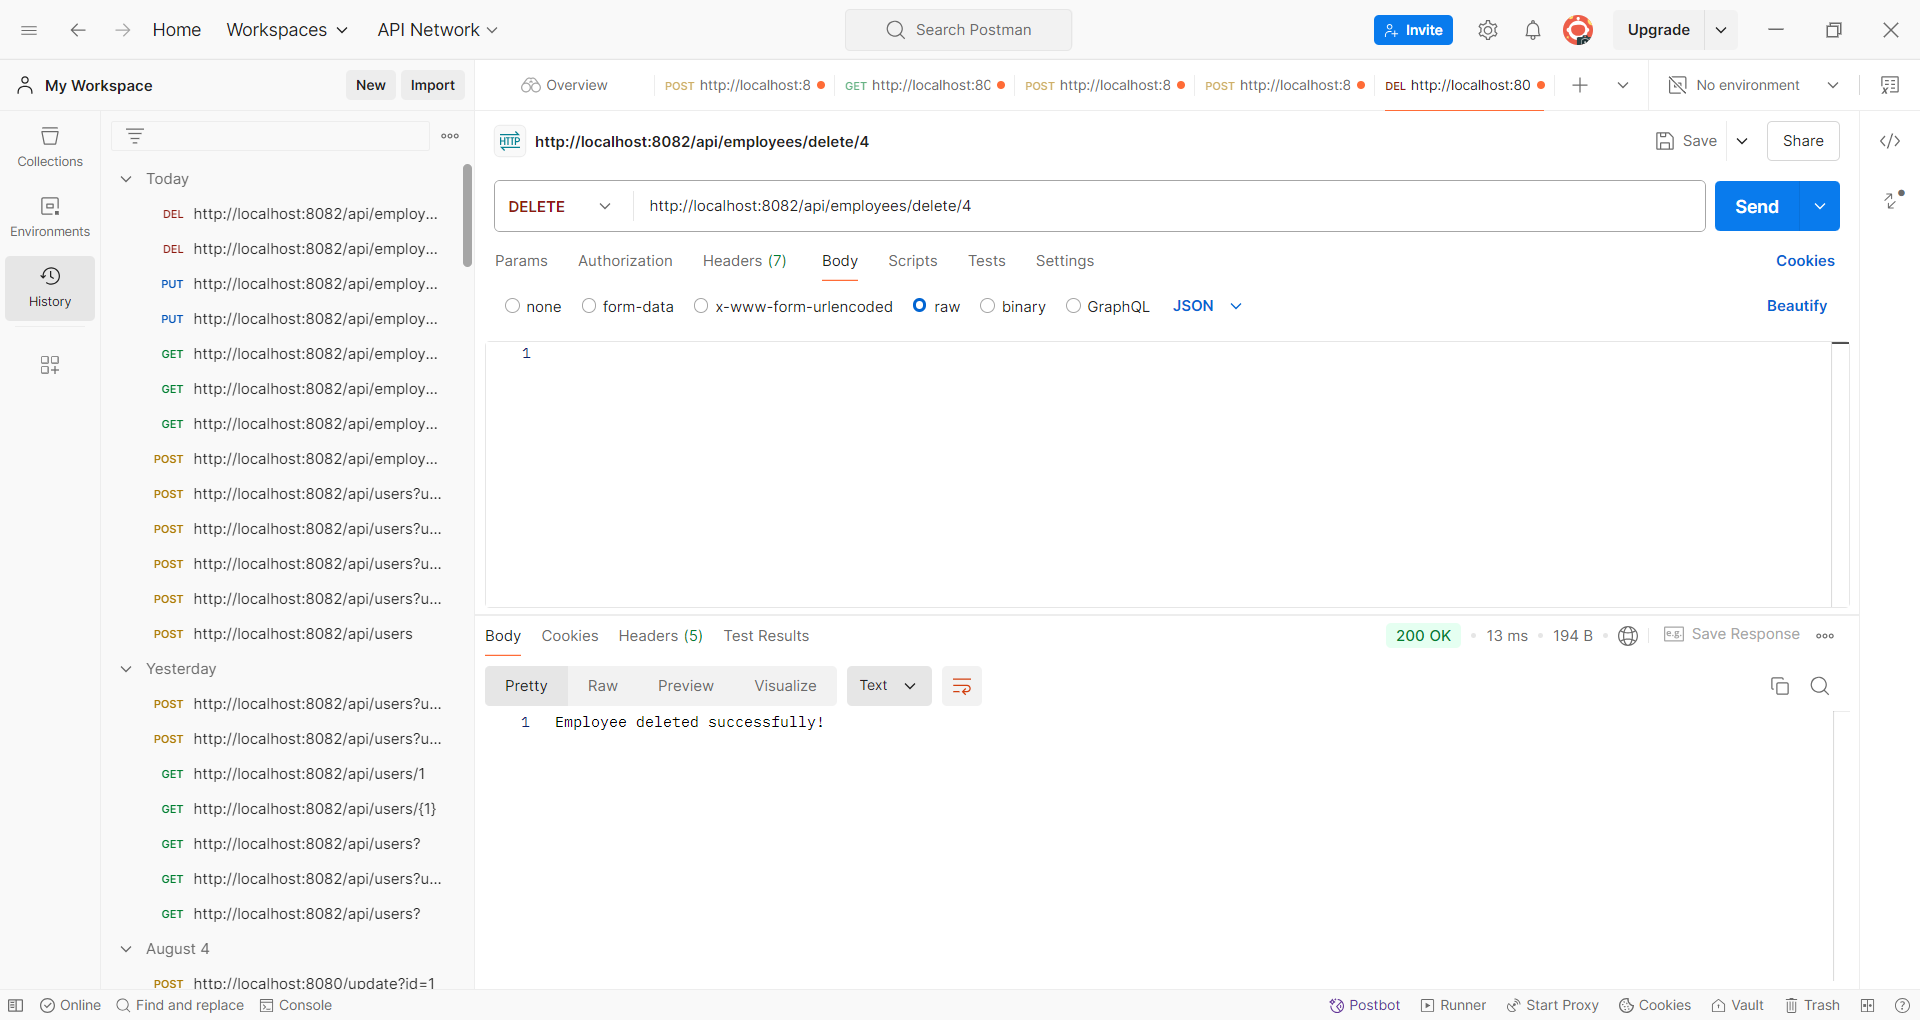 Home Workspaces API Network Search Postman Invite Upgrade
My Workspace New Import Overview POST http://localhost:8 GET http://localhost:80 POST http://localhost:8 POST http://localhost:8 DEL http://localhost:80 No environment
HTTP http://localhost:8082/api/employees/delete/4 Save Share
Collections
Environments
History
Today
DEL http://localhost:8082/api/employ...
DEL http://localhost:8082/api/employ...
PUT http://localhost:8082/api/employ...
PUT http://localhost:8082/api/employ...
GET http://localhost:8082/api/employ...
GET http://localhost:8082/api/employ...
GET http://localhost:8082/api/employ...
POST http://localhost:8082/api/employ...
POST http://localhost:8082/api/users?u...
POST http://localhost:8082/api/users?u...
POST http://localhost:8082/api/users?u...
POST http://localhost:8082/api/users?u...
POST http://localhost:8082/api/users
Yesterday
POST http://localhost:8082/api/users?u...
POST http://localhost:8082/api/users?u...
GET http://localhost:8082/api/users/1
GET http://localhost:8082/api/users/{1}
GET http://localhost:8082/api/users?
GET http://localhost:8082/api/users?u...
GET http://localhost:8082/api/users?
August 4
POST http://localhost:8080/update?id=1
DELETE http://localhost:8082/api/employees/delete/4 Send
Params Authorization Headers (7) Body Scripts Tests Settings Cookies
none form-data x-www-form-urlencoded raw binary GraphQL JSON Beautify
1
Body Cookies Headers (5) Test Results 200 OK 13 ms 194 B e.g. Save Response
Pretty Raw Preview Visualize Text
1 Employee deleted successfully!
Online Find and replace Console Postbot Runner Start Proxy Cookies Vault Trash